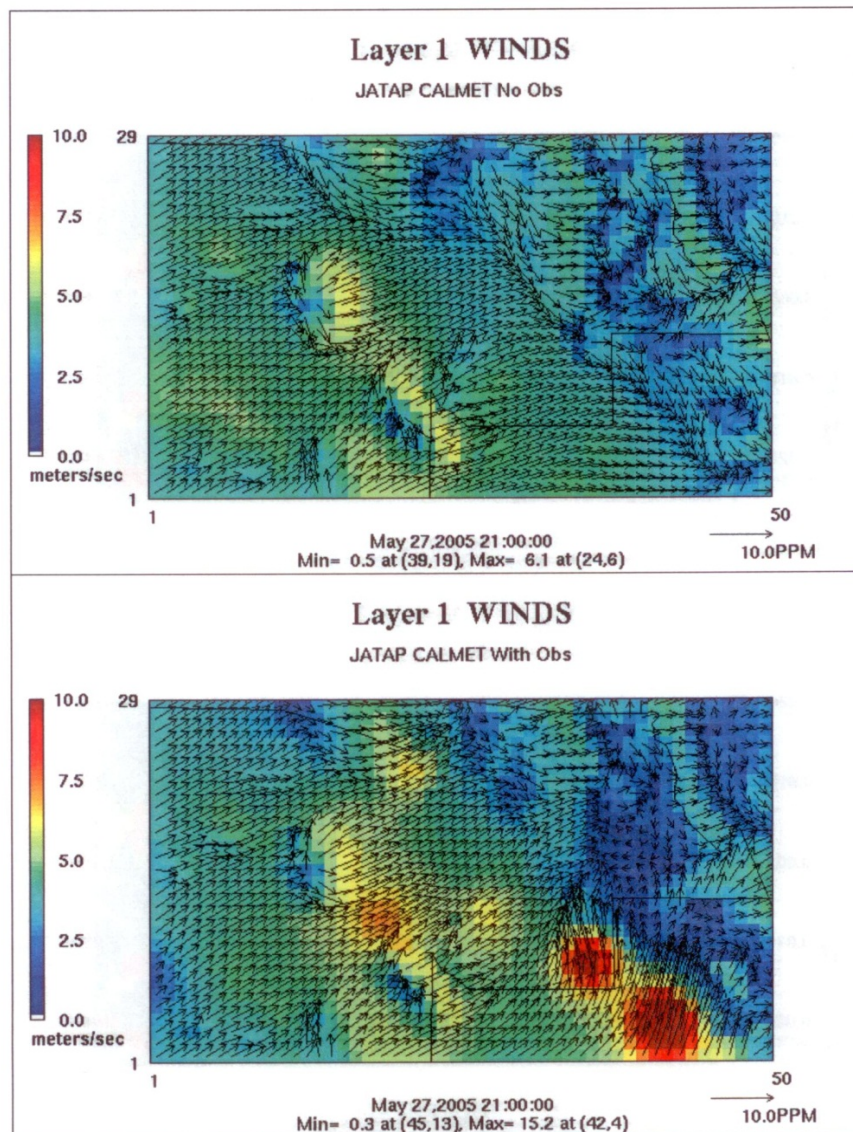 Layer 1 WINDS
JATAP CALMET No Obs
10.0
7.5
5.0
2.5
0.0
meters/sec
29
1
1
50
May 27,2005 21:00:00
Min= 0.5 at (39,19), Max= 6.1 at (24,6)
10.0PPM
Layer 1 WINDS
JATAP CALMET With Obs
10.0
7.5
5.0
2.5
0.0
meters/sec
29
1
1
50
May 27,2005 21:00:00
Min= 0.3 at (45,13), Max= 15.2 at (42,4)
10.0PPM